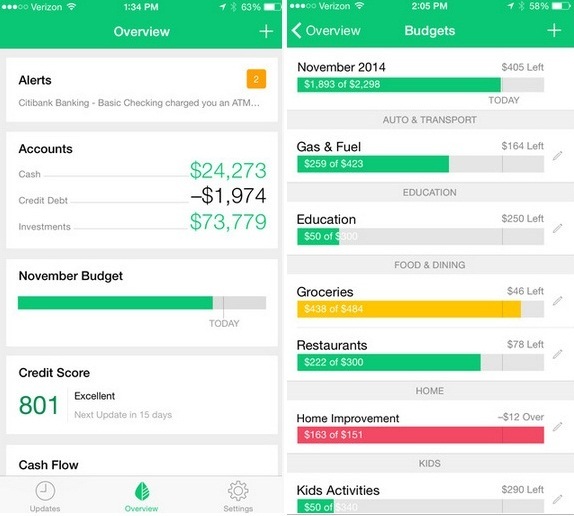 Verizon 1:34 PM 63%
Overview +
Alerts 2
Citibank Banking - Basic Checking charged you an ATM…
Accounts
Cash $24,273
Credit Debt –$1,974
Investments $73,779
November Budget
TODAY
Credit Score
801 Excellent
Next Update in 15 days
Cash Flow
Updates Overview Settings
Verizon 2:05 PM 58%
Overview Budgets +
November 2014 $405 Left
$1,893 of $2,298
TODAY
AUTO & TRANSPORT
Gas & Fuel $164 Left
$259 of $423
EDUCATION
Education $250 Left
$50 of $300
FOOD & DINING
Groceries $46 Left
$438 of $484
Restaurants $78 Left
$222 of $300
HOME
Home Improvement –$12 Over
$163 of $151
KIDS
Kids Activities $290 Left
$50 of $340